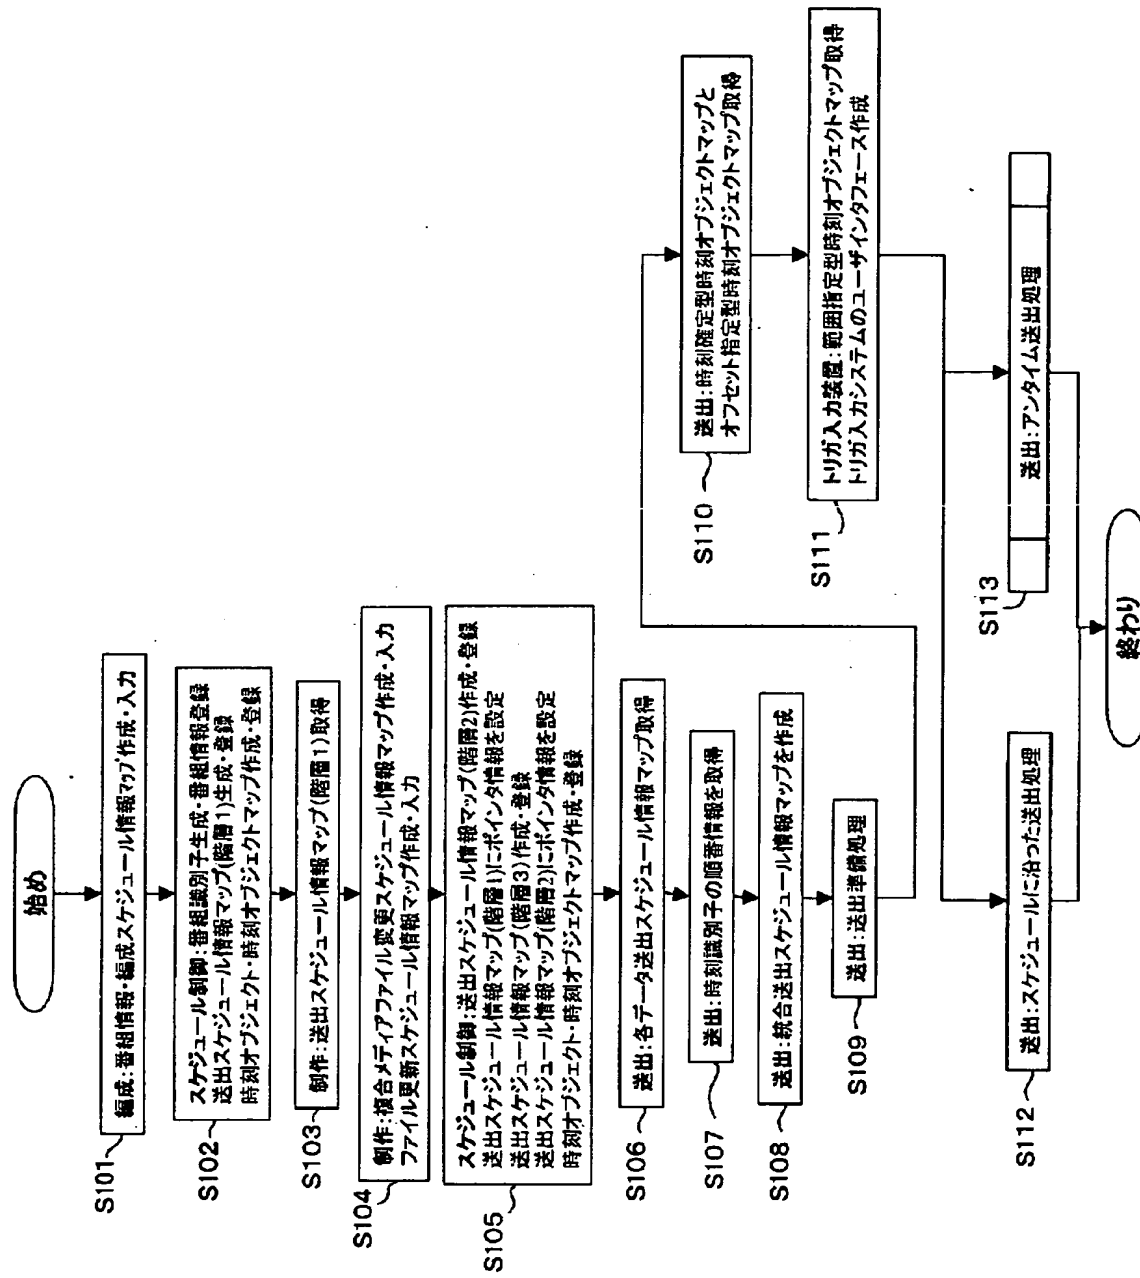 始め
S101
編成:番組情報・編成スケジュール情報マップ作成・入力
S102
スケジュール制御:番組識別子生成・番組情報登録
送出スケジュール情報マップ(階層1)生成・登録
時刻オブジェクト・時刻オブジェクトマップ作成・登録
S103
制作:送出スケジュール情報マップ(階層1)取得
S104
制作:複合メディアファイル変更スケジュール情報マップ作成・入力
ファイル更新スケジュール情報マップ作成・入力
S105
スケジュール制御:送出スケジュール情報マップ(階層2)作成・登録
送出スケジュール情報マップ(階層1)にポインタ情報を設定
送出スケジュール情報マップ(階層3)作成・登録
送出スケジュール情報マップ(階層2)にポインタ情報を設定
時刻オブジェクト・時刻オブジェクトマップ作成・登録
S106
送出:各データ送出スケジュール情報マップ取得
S107
送出:時刻識別子の順番情報を取得
S108
送出:統合送出スケジュール情報マップを作成
S109
送出:送出準備処理
S110
送出:時刻確定型時刻オブジェクトマップと
オフセット指定型時刻オブジェクトマップ取得
S111
トリガ入力装置:範囲指定型時刻オブジェクトマップ取得
トリガ入力システムのユーザインタフェース作成
S112
送出:スケジュールに沿った送出処理
S113
送出:アンタイム送出処理
終わり